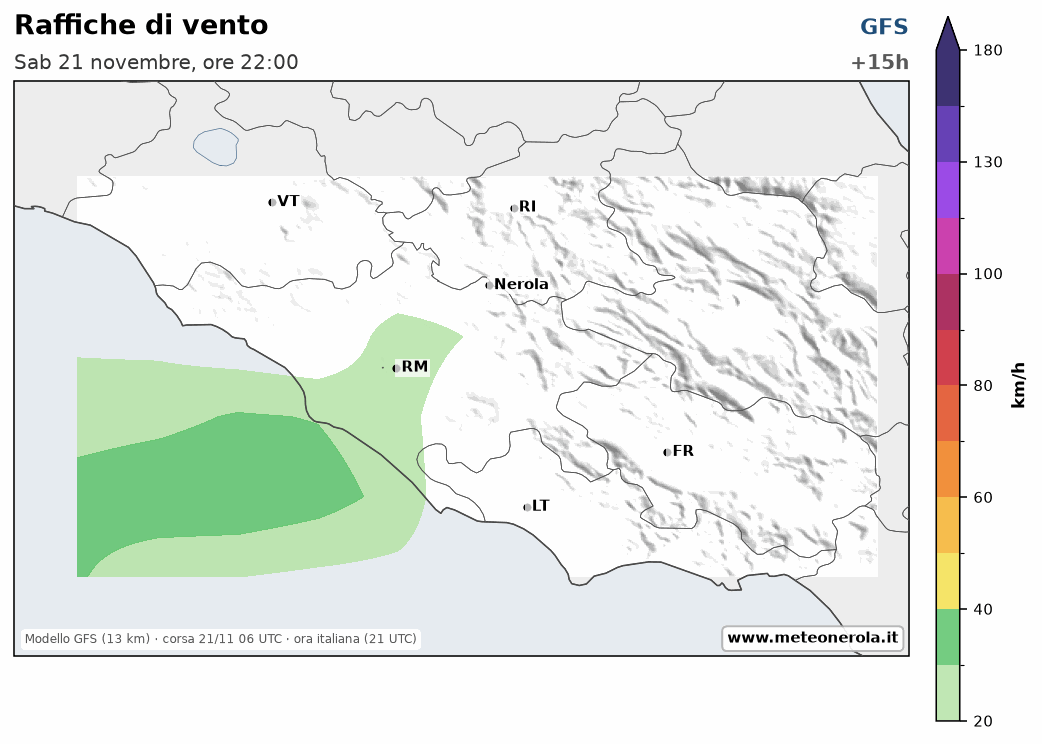 Raffiche di vento
GFS
Sab 21 novembre, ore 22:00
+15h
VT
RI
Nerola
RM
FR
LT
Modello GFS (13 km) · corsa 21/11 06 UTC · ora italiana (21 UTC)
www.meteonerola.it
180
130
100
80
60
40
20
km/h